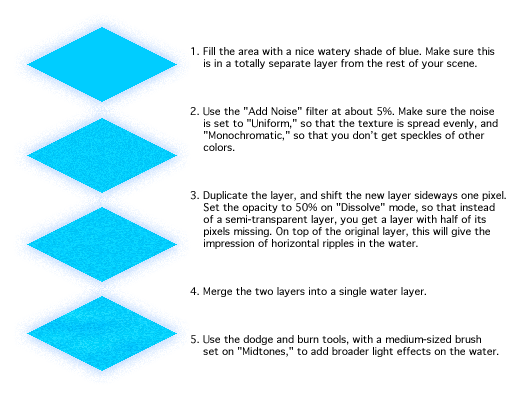 1. Fill the area with a nice watery shade of blue. Make sure this
is in a totally separate layer from the rest of your scene.
2. Use the "Add Noise" filter at about 5%. Make sure the noise
is set to "Uniform," so that the texture is spread evenly, and
"Monochromatic," so that you don't get speckles of other
colors.
3. Duplicate the layer, and shift the new layer sideways one pixel.
Set the opacity to 50% on "Dissolve" mode, so that instead
of a semi-transparent layer, you get a layer with half of its
pixels missing. On top of the original layer, this will give the
impression of horizontal ripples in the water.
4. Merge the two layers into a single water layer.
5. Use the dodge and burn tools, with a medium-sized brush
set on "Midtones," to add broader light effects on the water.